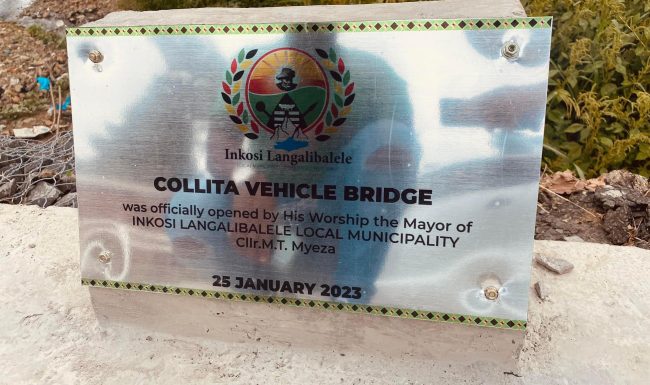 Inkosi Langalibalele
COLLITA VEHICLE BRIDGE
was officially opened by His Worship the Mayor of
INKOSI LANGALIBALELE LOCAL MUNICIPALITY
Cllr.M.T. Myeza
25 JANUARY 2023